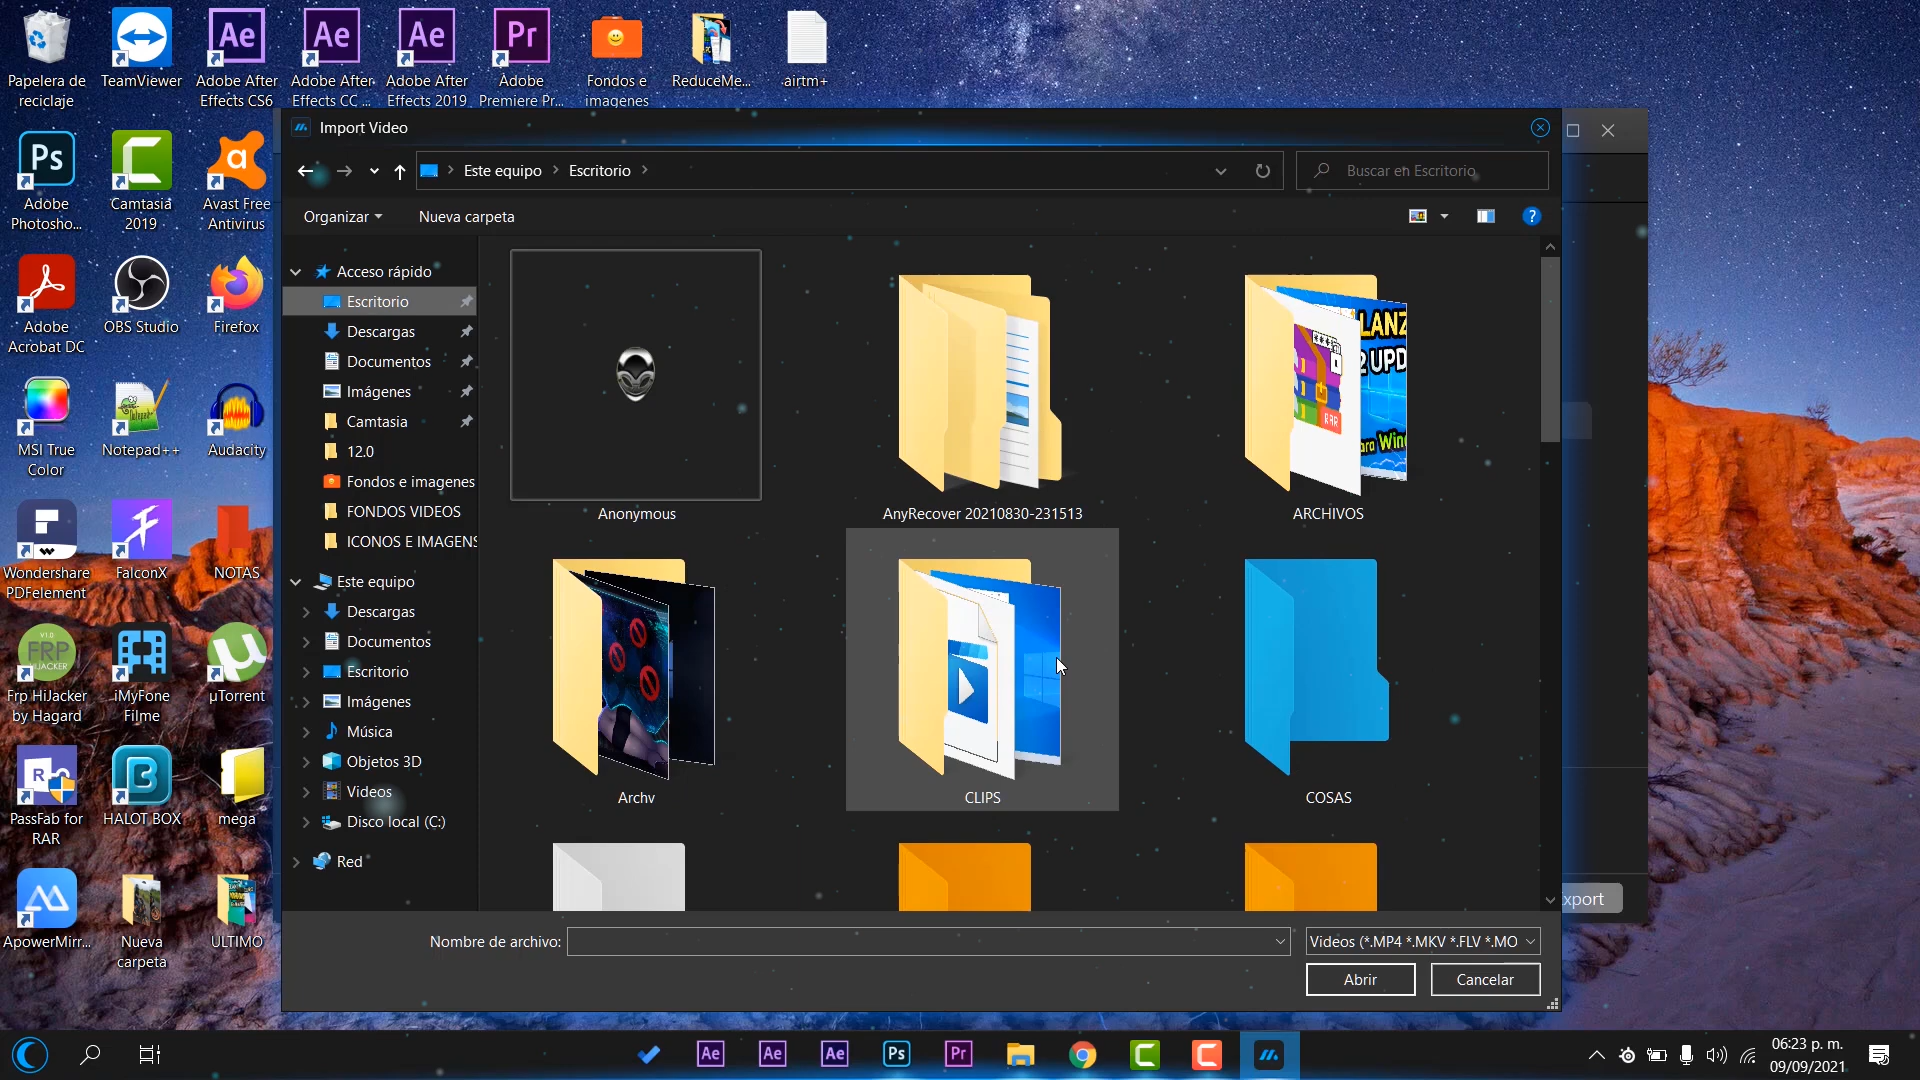 Papelera de
reciclaje
TeamViewer
Adobe After
Effects CS6
Adobe After
Effects CC ...
Adobe After
Effects 2019
Adobe
Premiere Pr...
Fondos e
imagenes
ReduceMe...
airtm+
Adobe
Photosho...
Camtasia
2019
Avast Free
Antivirus
Adobe
Acrobat DC
OBS Studio
Firefox
MSI True
Color
Notepad++
Audacity
Wondershare
PDFelement
FalconX
NOTAS
Frp HiJacker
by Hagard
iMyFone
Filme
µTorrent
PassFab for
RAR
HALOT BOX
mega
ApowerMirr...
Nueva
carpeta
ULTIMO
Import Video
Este equipo
Escritorio
Buscar en Escritorio
Organizar
Nueva carpeta
Acceso rápido
Escritorio
Descargas
Documentos
Imágenes
Camtasia
12.0
Fondos e imagenes
FONDOS VIDEOS
ICONOS E IMAGENS
Este equipo
Descargas
Documentos
Escritorio
Imágenes
Música
Objetos 3D
Videos
Disco local (C:)
Red
Anonymous
AnyRecover 20210830-231513
ARCHIVOS
Archv
CLIPS
COSAS
Nombre de archivo:
Videos (*.MP4 *.MKV *.FLV *.MO
Abrir
Cancelar
xport
06:23 p. m.
09/09/2021